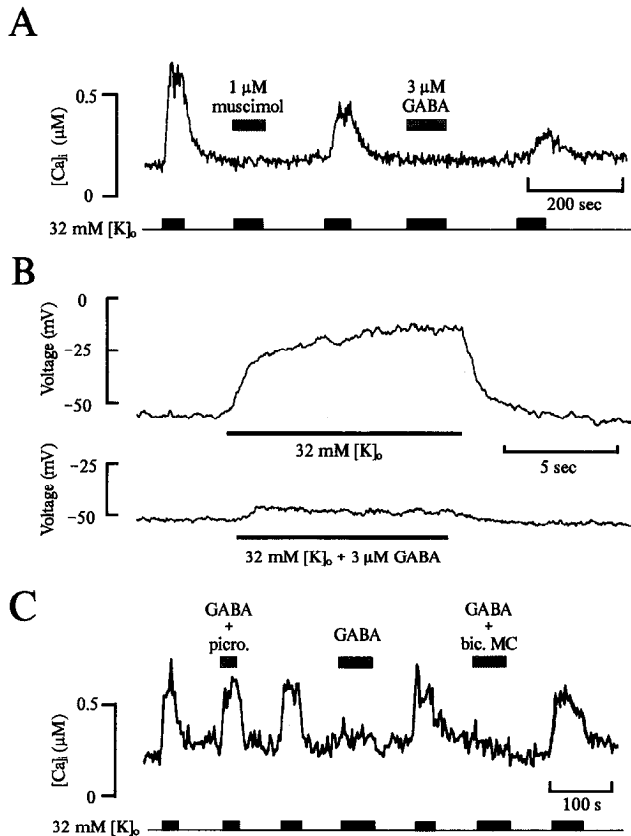 A
1 μM
muscimol
3 μM
GABA
0.5
0
[Ca]i (μM)
200 sec
32 mM [K]o
B
0
−25
−50
Voltage (mV)
32 mM [K]o
5 sec
−25
−50
Voltage (mV)
32 mM [K]o + 3 μM GABA
C
GABA
+
picro.
GABA
GABA
+
bic. MC
0.5
0
[Ca]i (μM)
100 s
32 mM [K]o